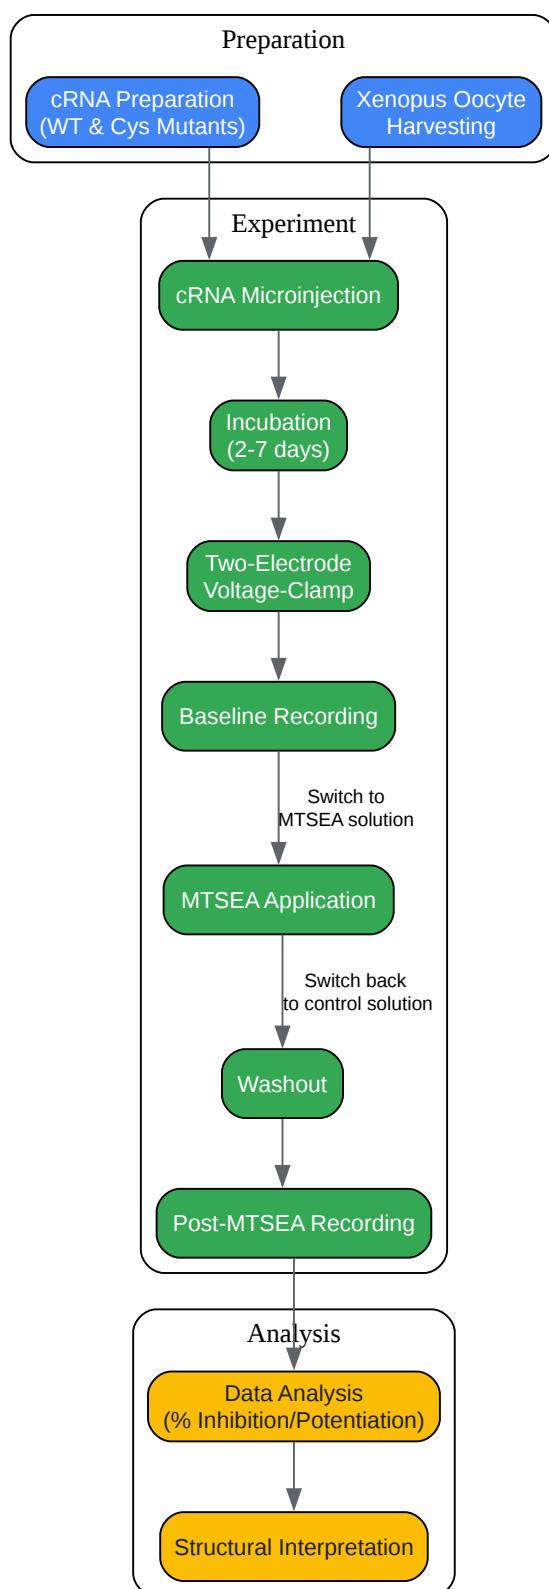 Preparation
cRNA Preparation
(WT & Cys Mutants)
Xenopus Oocyte
Harvesting
Experiment
cRNA Microinjection
Incubation
(2-7 days)
Two-Electrode
Voltage-Clamp
Baseline Recording
Switch to
MTSEA solution
MTSEA Application
Switch back
to control solution
Washout
Post-MTSEA Recording
Analysis
Data Analysis
(% Inhibition/Potentiation)
Structural Interpretation